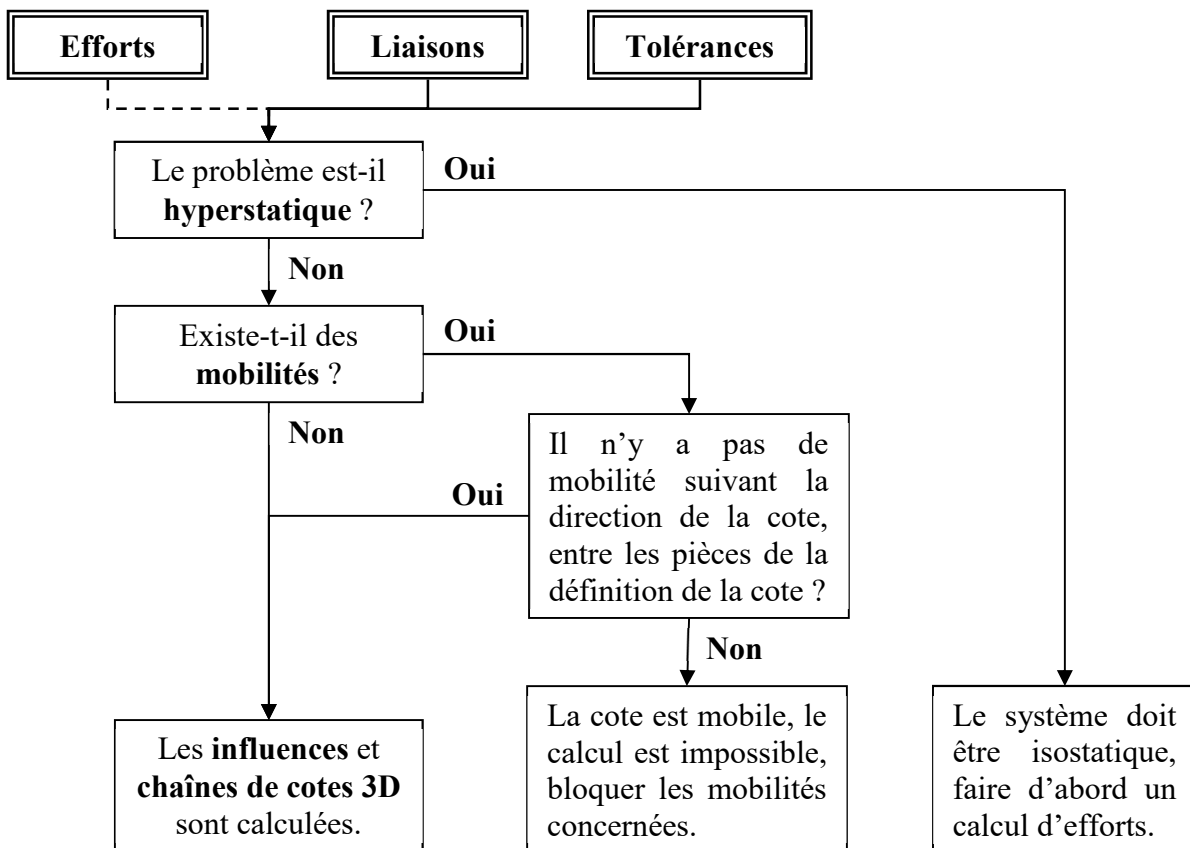 Efforts
Liaisons
Tolérances
Le problème est-il
hyperstatique ?
Oui
Non
Existe-t-il des
mobilités ?
Oui
Non
Il n’y a pas de
mobilité suivant la
direction de la cote,
entre les pièces de la
définition de la cote ?
Oui
Non
Les influences et
chaînes de cotes 3D
sont calculées.
La cote est mobile, le
calcul est impossible,
bloquer les mobilités
concernées.
Le système doit
être isostatique,
faire d’abord un
calcul d’efforts.